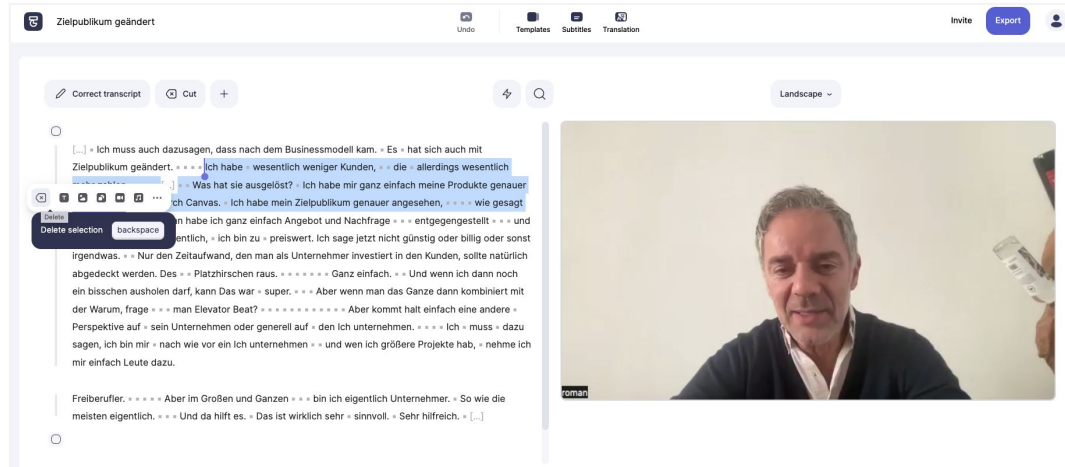 Zielpublikum geändert
Undo
Templates
Subtitles
Translation
Invite
Export
Correct transcript
Cut
Landscape
[...] Ich muss auch dazusagen, dass nach dem Businessmodell kam. Es hat sich auch mit
Zielpublikum geändert. Ich habe wesentlich weniger Kunden, die allerdings wesentlich
Was hat sie ausgelöst? Ich habe mir ganz einfach meine Produkte genauer
Canvas. Ich habe mein Zielpublikum genauer angesehen, wie gesagt
habe ich ganz einfach Angebot und Nachfrage entgegengestellt und
ich bin zu preiswert. Ich sage jetzt nicht günstig oder billig oder sonst
irgendwas. Nur den Zeitaufwand, den man als Unternehmer investiert in den Kunden, sollte natürlich
abgedeckt werden. Des Platzhirschen raus. Ganz einfach. Und wenn ich dann noch
ein bisschen ausholen darf, kann Das war super. Aber wenn man das Ganze dann kombiniert mit
der Warum, frage man Elevator Beat? Aber kommt halt einfach eine andere
Perspektive auf sein Unternehmen oder generell auf den Ich unternehmen. Ich muss dazu
sagen, ich bin mir nach wie vor ein Ich unternehmen und wen ich größere Projekte hab, nehme ich
mir einfach Leute dazu.
Freiberufler. Aber im Großen und Ganzen bin ich eigentlich Unternehmer. So wie die
meisten eigentlich. Und da hilft es. Das ist wirklich sehr sinnvoll. Sehr hilfreich. [...]
Delete
Delete selection
backspace
roman